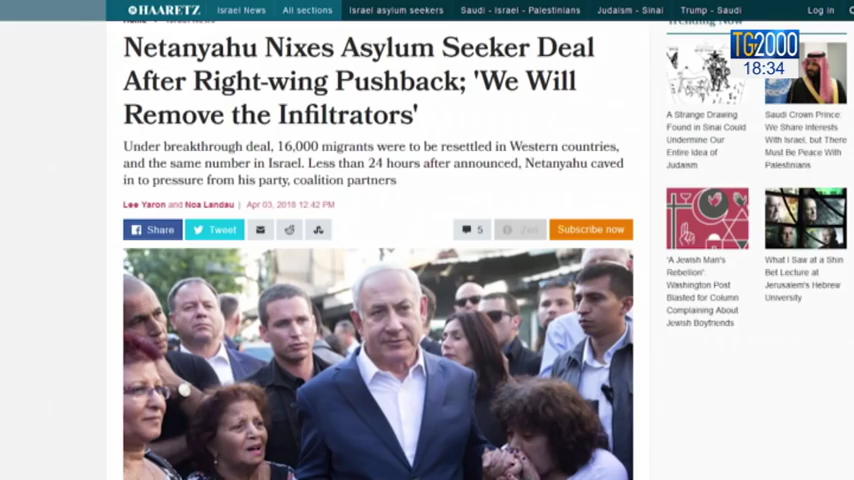 HAARETZ Israel News All sections Israel asylum seekers Saudi - Israel - Palestinians Judaism - Sinai Trump - Saudi Log in
Trending Now
TG2000
18:34
Netanyahu Nixes Asylum Seeker Deal
After Right-wing Pushback; 'We Will
Remove the Infiltrators'
Under breakthrough deal, 16,000 migrants were to be resettled in Western countries,
and the same number in Israel. Less than 24 hours after announced, Netanyahu caved
in to pressure from his party, coalition partners
Lee Yaron and Noa Landau | Apr 03, 2018 12:42 PM
Share Tweet 5 Zen Subscribe now
A Strange Drawing
Found in Sinai Could
Undermine Our
Entire Idea of
Judaism
Saudi Crown Prince:
We Share Interests
With Israel, but There
Must Be Peace With
Palestinians
'A Jewish Man's
Rebellion':
Washington Post
Blasted for Column
Complaining About
Jewish Boyfriends
What I Saw at a Shin
Bet Lecture at
Jerusalem's Hebrew
University